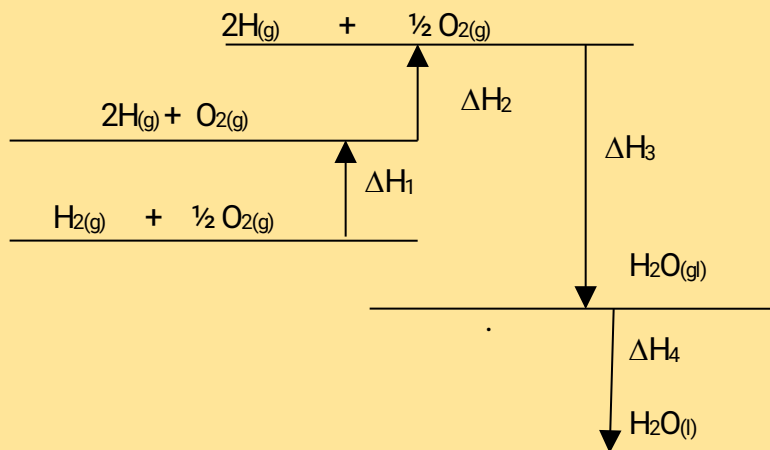 2H(g) + ½ O2(g)
2H(g) + O2(g)
ΔH2
ΔH3
ΔH1
H2(g) + ½ O2(g)
H2O(gl)
ΔH4
H2O(l)